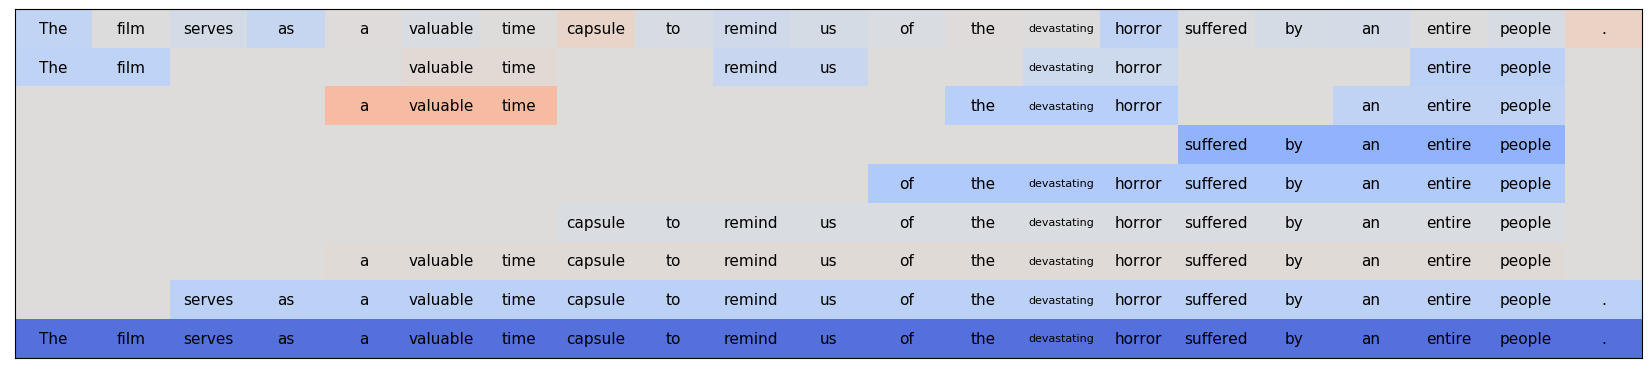 The film serves as a valuable time capsule to remind us of the devastating horror suffered by an entire people .
The film valuable time remind us devastating horror entire people
a valuable time the devastating horror an entire people
suffered by an entire people
of the devastating horror suffered by an entire people
capsule to remind us of the devastating horror suffered by an entire people
a valuable time capsule to remind us of the devastating horror suffered by an entire people
serves as a valuable time capsule to remind us of the devastating horror suffered by an entire people .
The film serves as a valuable time capsule to remind us of the devastating horror suffered by an entire people .